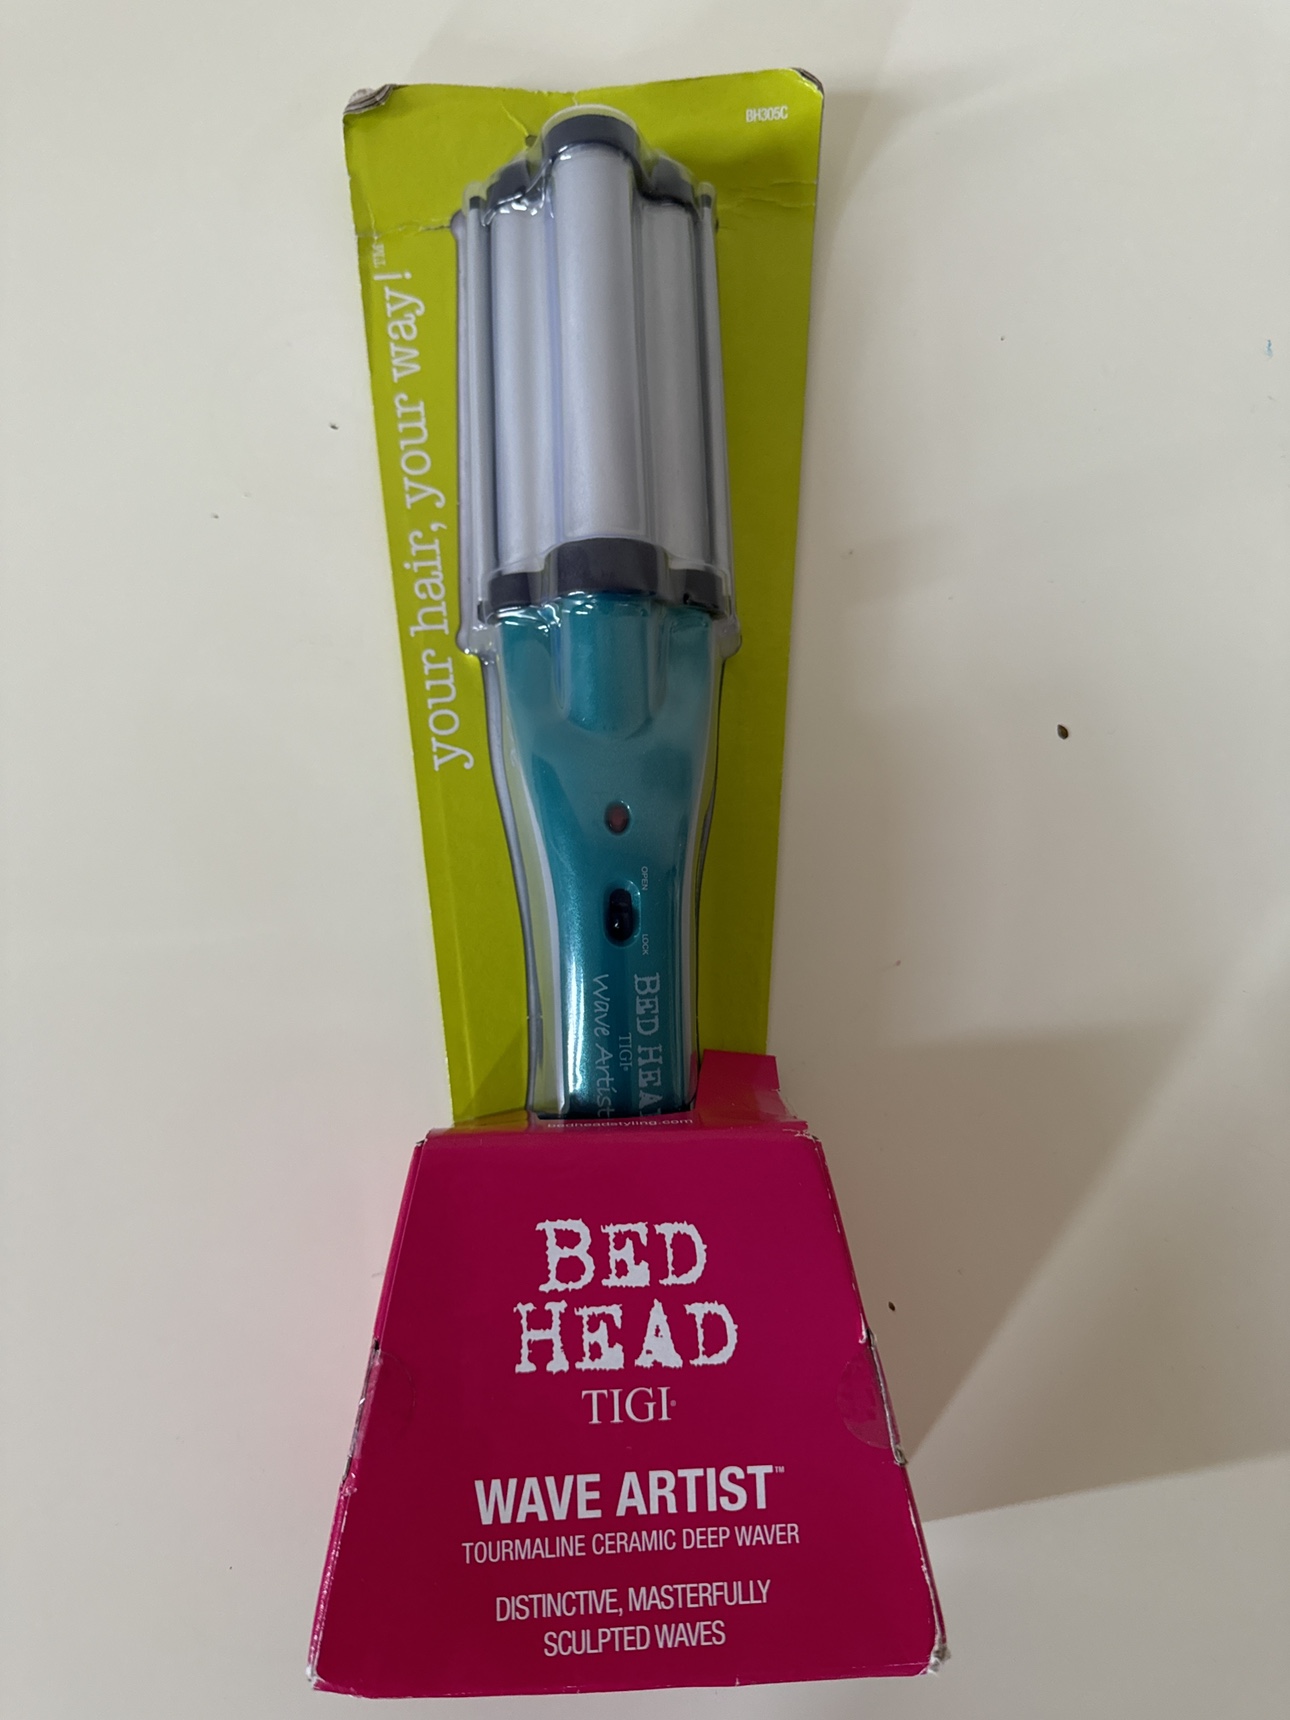 BH305C
your hair, your way!™
OPEN
LOCK
BED HEA
TIGI®
Wave Artist
bedheadstyling.com
BED
HEAD
TIGI®
WAVE ARTIST™
TOURMALINE CERAMIC DEEP WAVER
DISTINCTIVE, MASTERFULLY
SCULPTED WAVES